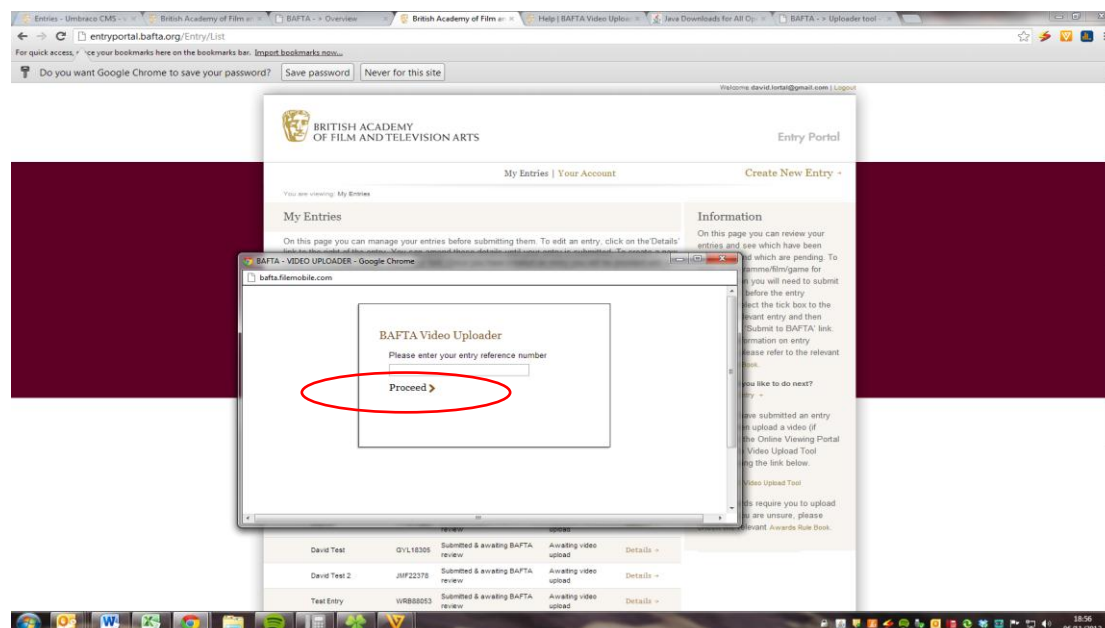 Entries - Umbraco CMS - v
British Academy of Film an
BAFTA - > Overview
British Academy of Film an
Help | BAFTA Video Uploa
Java Downloads for All Op
BAFTA - > Uploader tool -
entryportal.bafta.org/Entry/List
For quick access, place your bookmarks here on the bookmarks bar. Import bookmarks now...
Do you want Google Chrome to save your password? Save password Never for this site
Welcome david.lortal@gmail.com | Logout
BRITISH ACADEMY
OF FILM AND TELEVISION ARTS
Entry Portal
My Entries | Your Account
Create New Entry
You are viewing: My Entries
My Entries
On this page you can manage your entries before submitting them. To edit an entry, click on the 'Details'
Information
On this page you can review your
entries and see which have been
nd which are pending. To
ramme/film/game for
n you will need to submit
before the entry
lect the tick box to the
levant entry and then
'Submit to BAFTA' link.
ormation on entry
lease refer to the relevant
Book.
you like to do next?
try
ave submitted an entry
n upload a video (if
he Online Viewing Portal
Video Upload Tool
ng the link below.
Video Upload Tool
ds require you to upload
u are unsure, please
relevant Awards Rule Book.
BAFTA - VIDEO UPLOADER - Google Chrome
bafta.filemobile.com
BAFTA Video Uploader
Please enter your entry reference number
Proceed
review upload
David Test GYL18305 Submitted & awaiting BAFTA review Awaiting video upload Details
David Test 2 JMF22378 Submitted & awaiting BAFTA review Awaiting video upload Details
Test Entry WRB88053 Submitted & awaiting BAFTA review Awaiting video upload Details
18:56